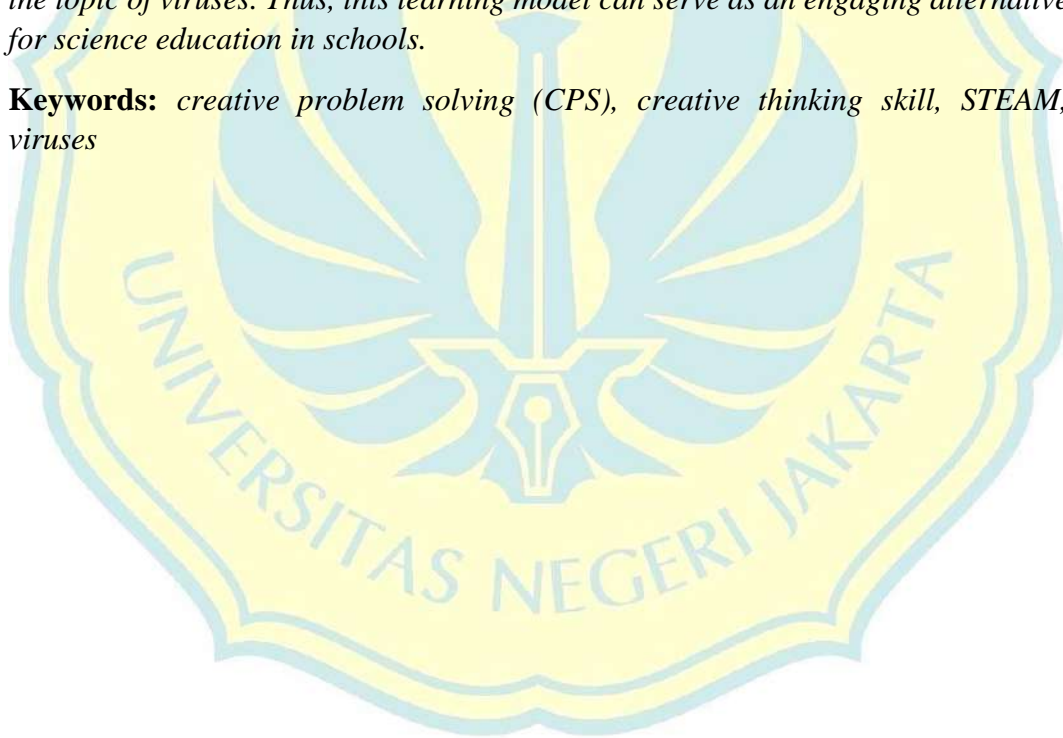 the topic of viruses. Thus, this learning model can serve as an engaging alternative
for science education in schools.
Keywords: creative problem solving (CPS), creative thinking skill, STEAM,
viruses
UNIVERSITAS NEGERI JAKARTA